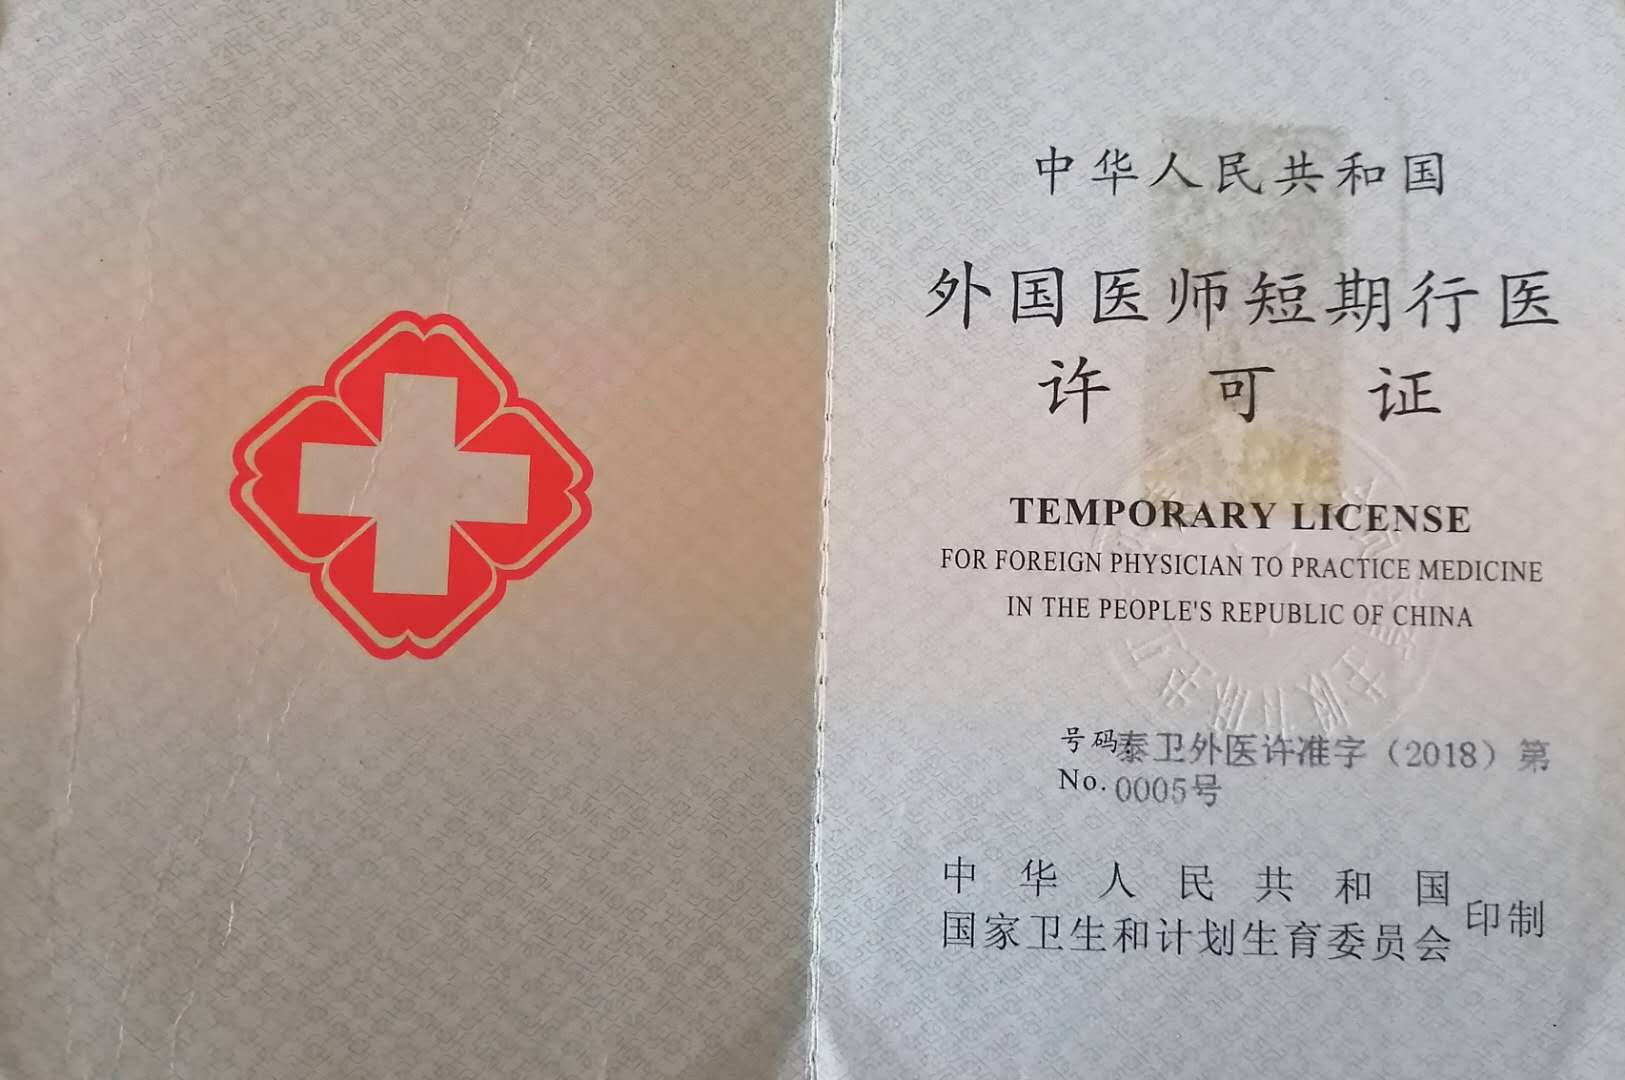 中华人民共和国
外国医师短期行医
许可证
TEMPORARY LICENSE
FOR FOREIGN PHYSICIAN TO PRACTICE MEDICINE
IN THE PEOPLE'S REPUBLIC OF CHINA
号码泰卫外医许准字（2018）第
No. 0005号
中华人民共和国
国家卫生和计划生育委员会 印制